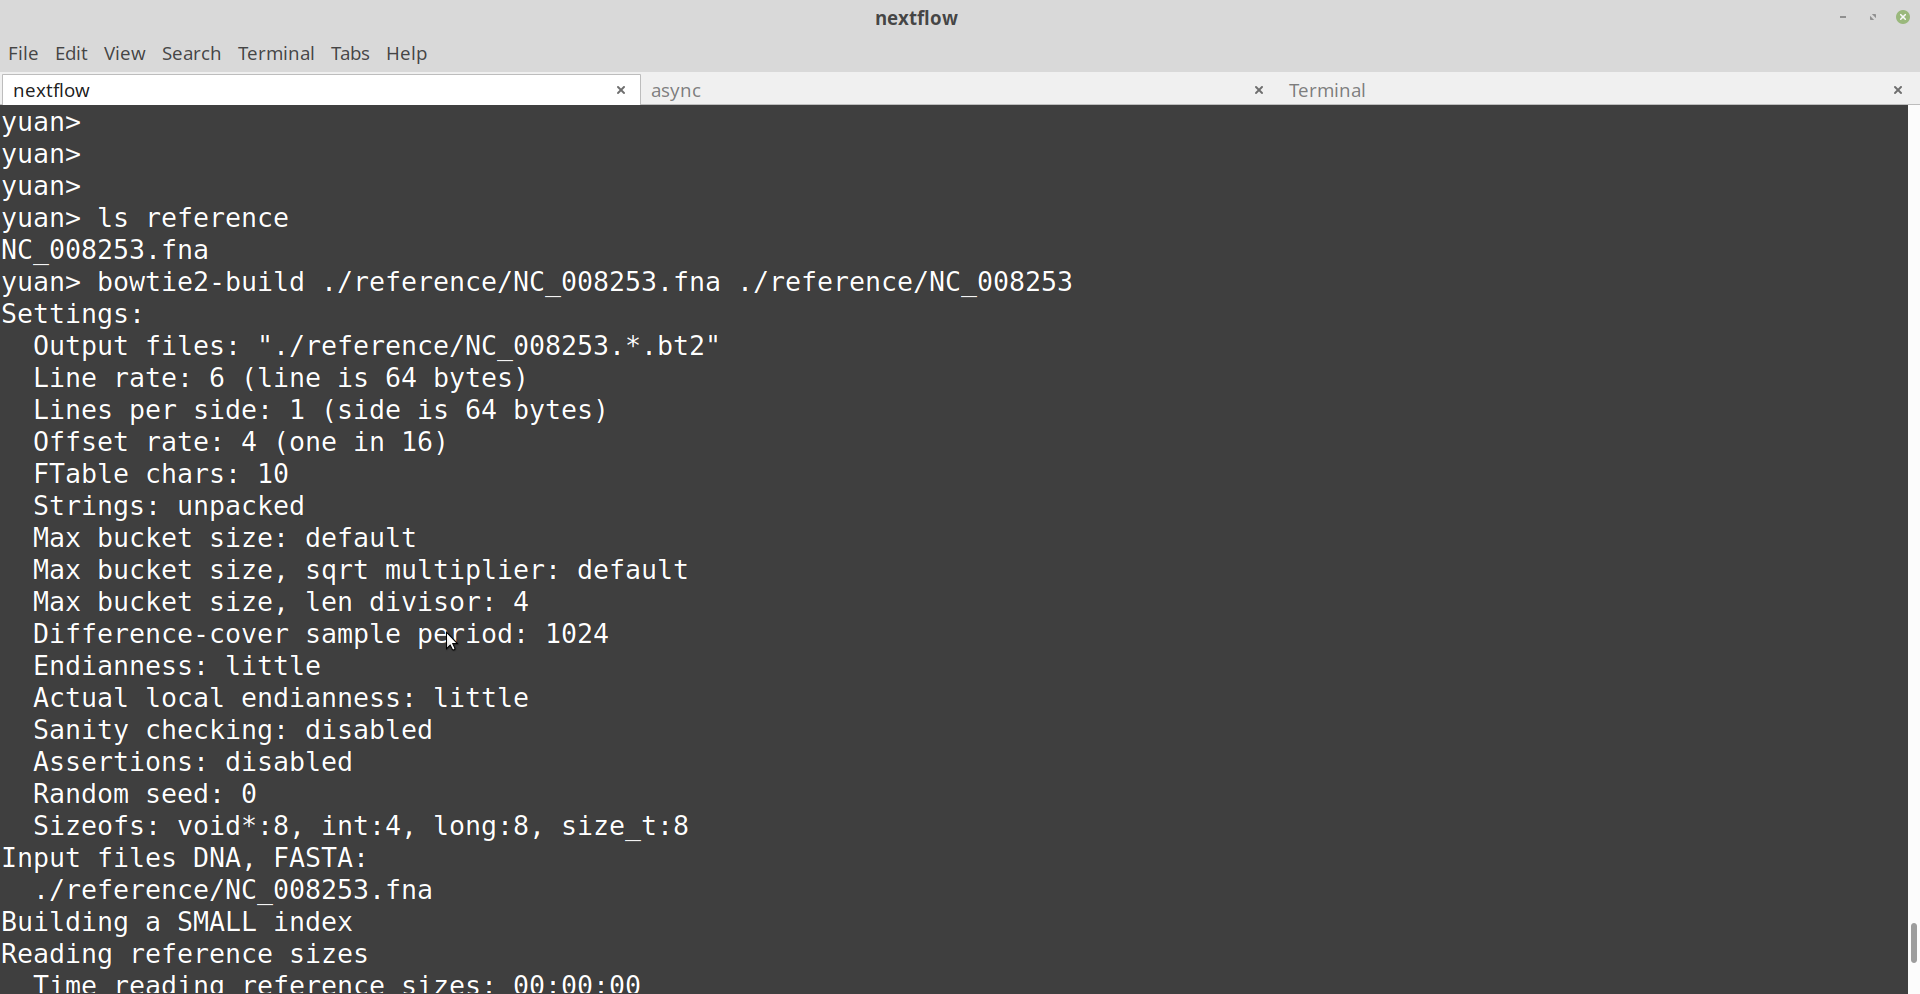 nextflow
File Edit View Search Terminal Tabs Help
nextflow async Terminal
yuan>
yuan>
yuan>
yuan> ls reference
NC_008253.fna
yuan> bowtie2-build ./reference/NC_008253.fna ./reference/NC_008253
Settings:
  Output files: "./reference/NC_008253.*.bt2"
  Line rate: 6 (line is 64 bytes)
  Lines per side: 1 (side is 64 bytes)
  Offset rate: 4 (one in 16)
  FTable chars: 10
  Strings: unpacked
  Max bucket size: default
  Max bucket size, sqrt multiplier: default
  Max bucket size, len divisor: 4
  Difference-cover sample period: 1024
  Endianness: little
  Actual local endianness: little
  Sanity checking: disabled
  Assertions: disabled
  Random seed: 0
  Sizeofs: void*:8, int:4, long:8, size_t:8
Input files DNA, FASTA:
  ./reference/NC_008253.fna
Building a SMALL index
Reading reference sizes
  Time reading reference sizes: 00:00:00